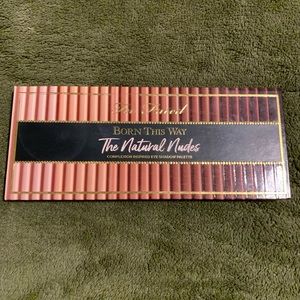 Too Faced
BORN THIS WAY
The Natural Nudes
COMPLEXION INSPIRED EYE SHADOW PALETTE